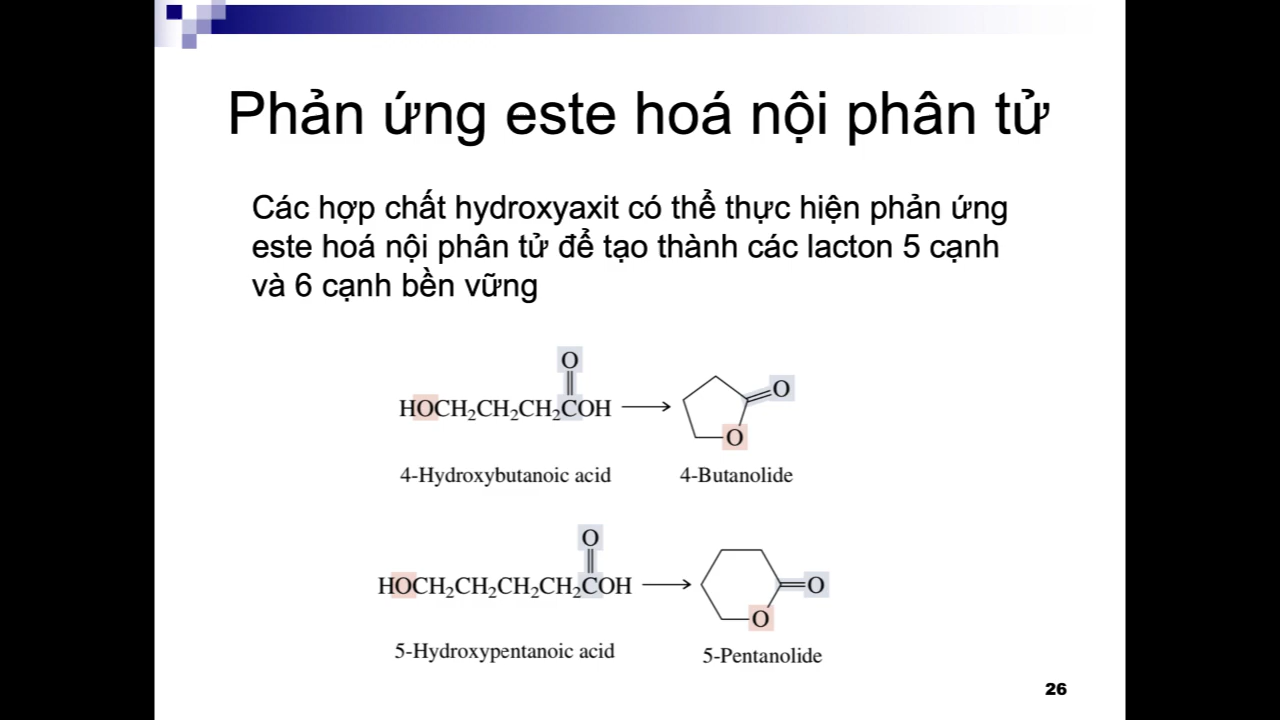 Phản ứng este hoá nội phân tử
Các hợp chất hydroxyaxit có thể thực hiện phản ứng
este hoá nội phân tử để tạo thành các lacton 5 cạnh
và 6 cạnh bền vững
O
HOCH₂CH₂CH₂COH
O
O
4-Hydroxybutanoic acid
4-Butanolide
O
HOCH₂CH₂CH₂CH₂COH
O
O
5-Hydroxypentanoic acid
5-Pentanolide
26